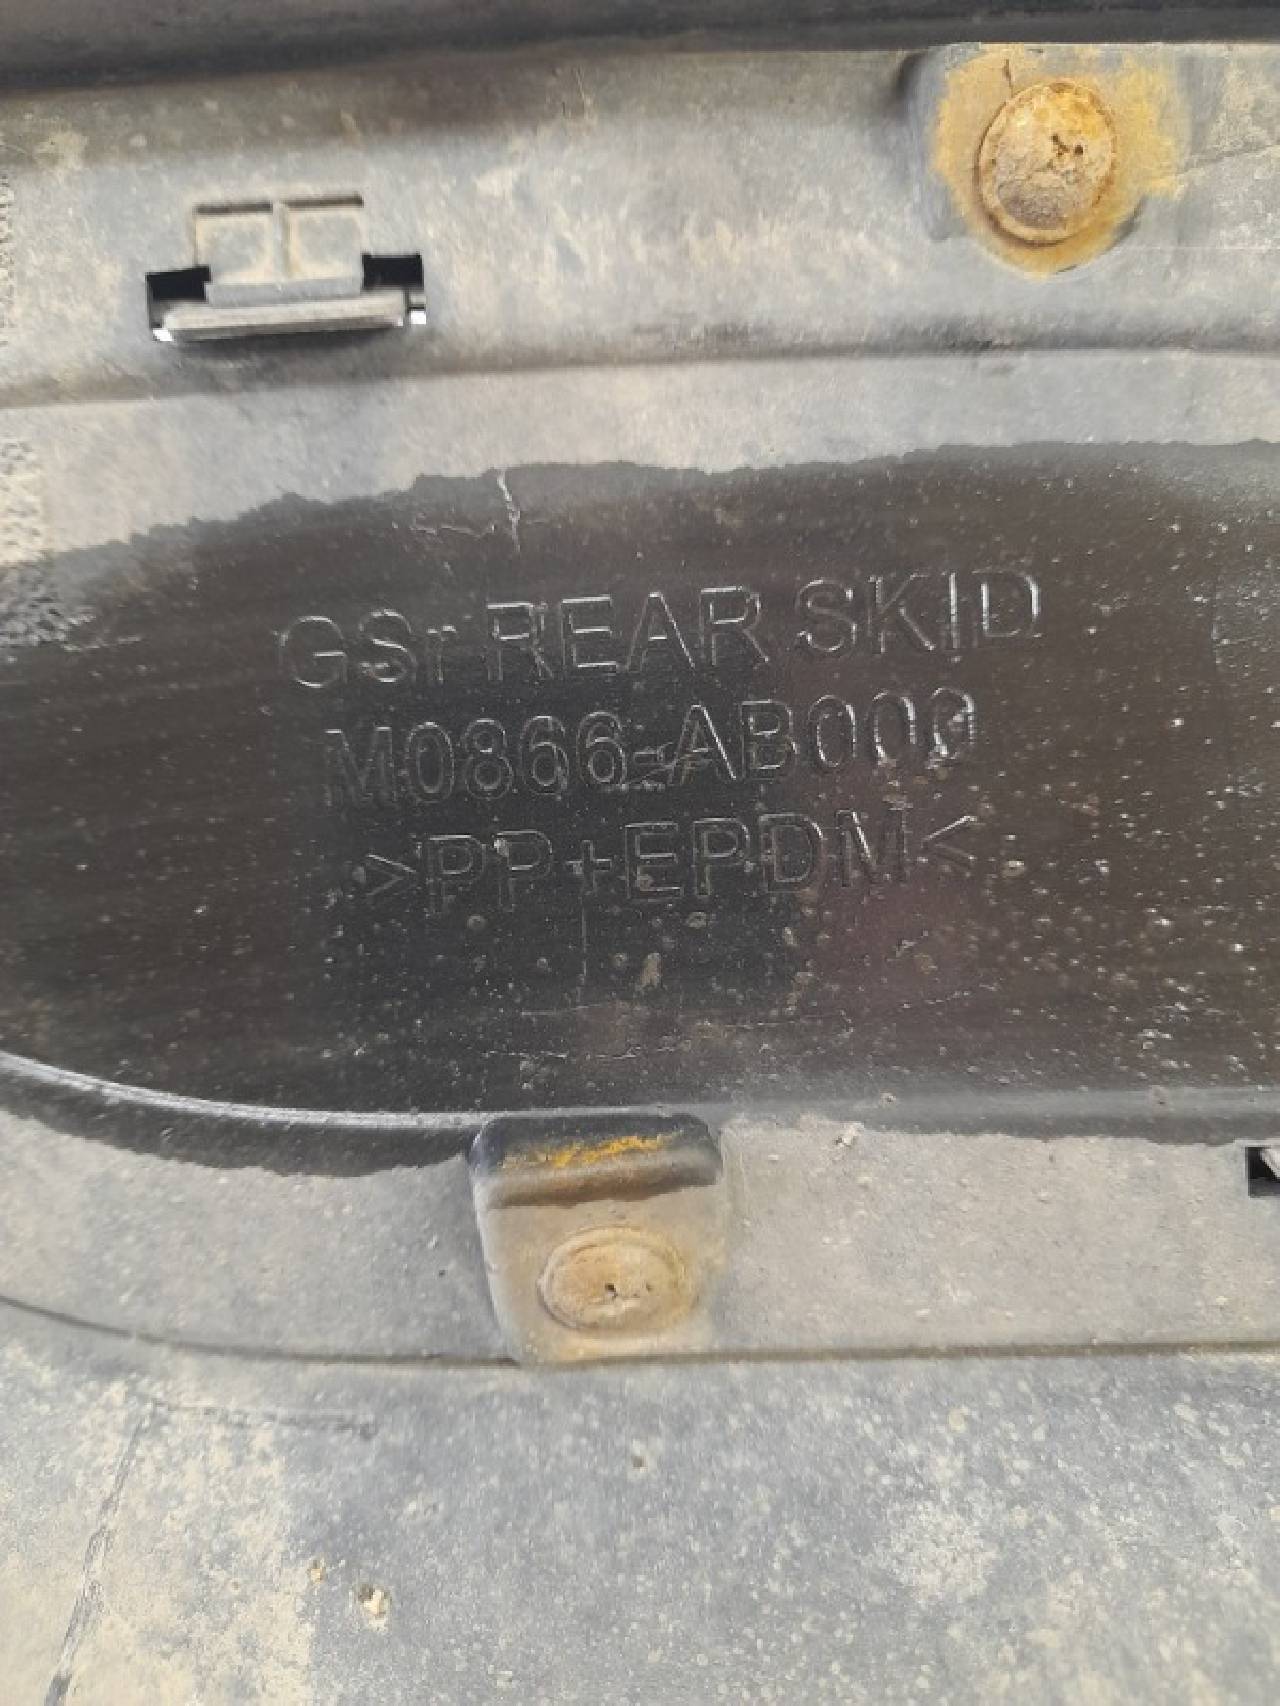 GSr REAR SKID
M0866-AB000
>PP+EPDM<